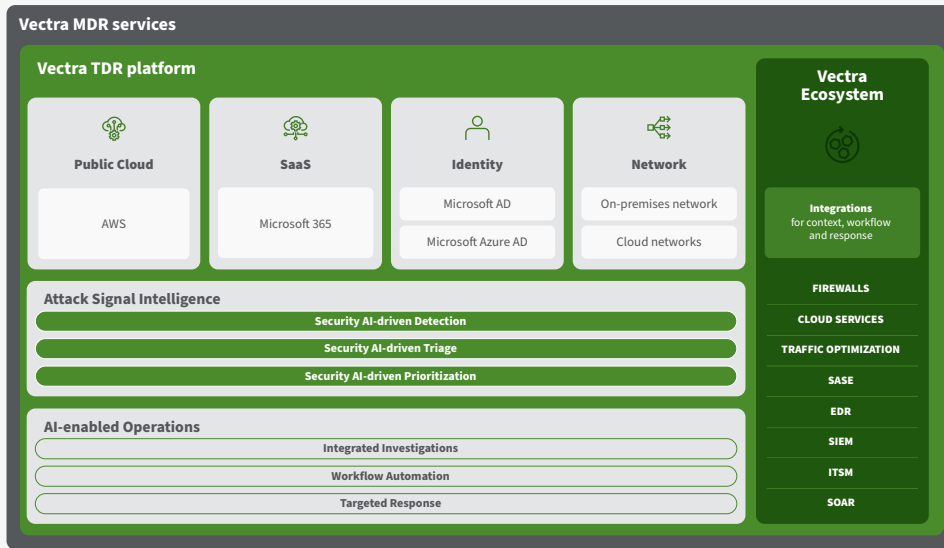 Vectra MDR services
Vectra TDR platform
Public Cloud
AWS
SaaS
Microsoft 365
Identity
Microsoft AD
Microsoft Azure AD
Network
On-premises network
Cloud networks
Attack Signal Intelligence
Security AI-driven Detection
Security AI-driven Triage
Security AI-driven Prioritization
AI-enabled Operations
Integrated Investigations
Workflow Automation
Targeted Response
Vectra
Ecosystem
Integrations
for context, workflow
and response
FIREWALLS
CLOUD SERVICES
TRAFFIC OPTIMIZATION
SASE
EDR
SIEM
ITSM
SOAR